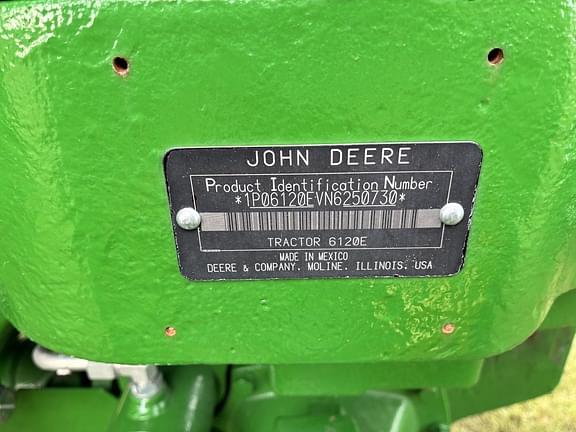 JOHN DEERE
Product Identification Number
*1P06120EVN6250730*
TRACTOR 6120E
MADE IN MEXICO
DEERE & COMPANY, MOLINE, ILLINOIS, USA